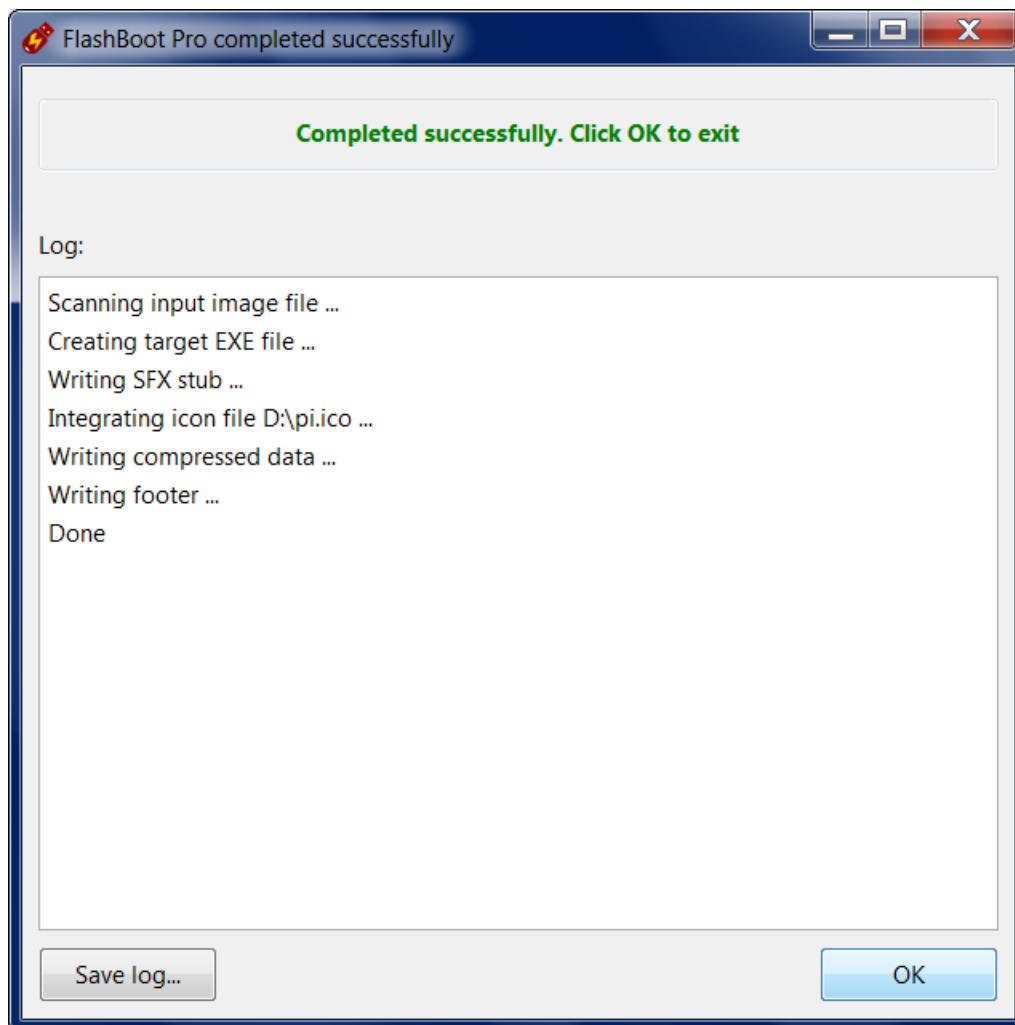 FlashBoot Pro completed successfully
Completed successfully. Click OK to exit
Log:
Scanning input image file ...
Creating target EXE file ...
Writing SFX stub ...
Integrating icon file D:\pi.ico ...
Writing compressed data ...
Writing footer ...
Done
Save log...
OK